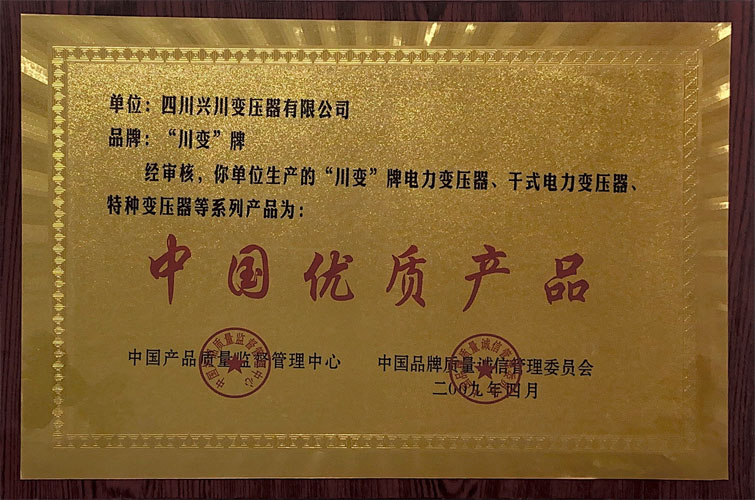 单位：四川兴川变压器有限公司
品牌：“川变”牌
经审核，你单位生产的“川变”牌电力变压器、干式电力变压器、
特种变压器等系列产品为：
中国优质产品
中国产品质量监督管理中心
中国品牌质量诚信管理委员会
二00九年四月